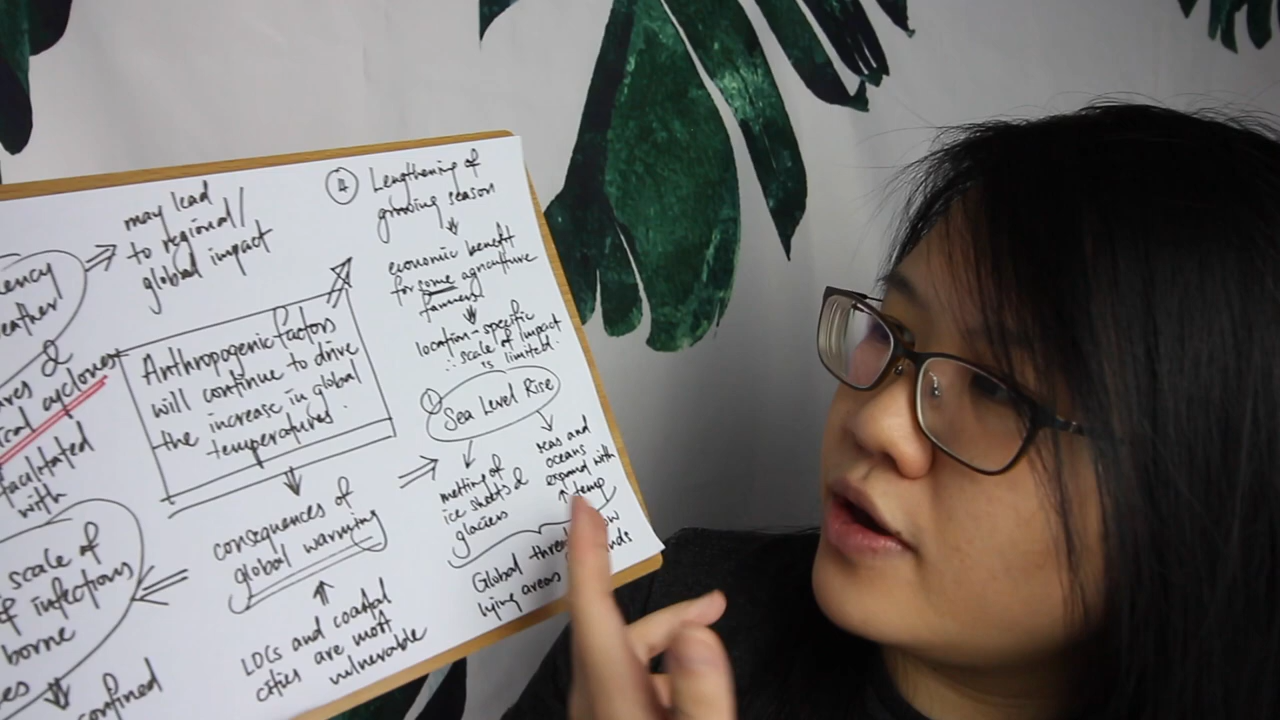 may lead
to regional/
global impact
④ Lengthening of
growing season
economic benefit
for some agriculture
farmers
location-specific
∴ scale of impact
is limited.
Anthropogenic factors
will continue to drive
the increase in global
temperatures.
① Sea Level Rise
melting of
ice sheets &
glaciers
seas and
oceans
expand with
↑ temp
Global
lying areas
consequences of
global warming
LDCs and coastal
cities are most
vulnerable
&
cyclones
facilitated
with
scale of
infectious
borne
confined